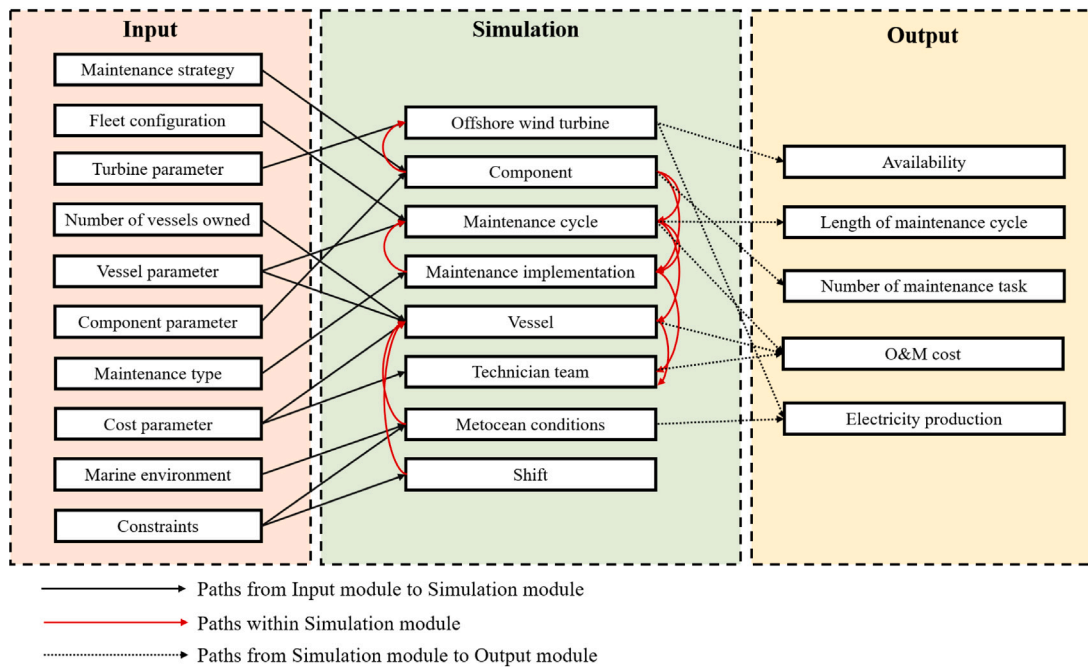 Input
Maintenance strategy
Fleet configuration
Turbine parameter
Number of vessels owned
Vessel parameter
Component parameter
Maintenance type
Cost parameter
Marine environment
Constraints
Simulation
Offshore wind turbine
Component
Maintenance cycle
Maintenance implementation
Vessel
Technician team
Metocean conditions
Shift
Output
Availability
Length of maintenance cycle
Number of maintenance task
O&M cost
Electricity production
Paths from Input module to Simulation module
Paths within Simulation module
Paths from Simulation module to Output module